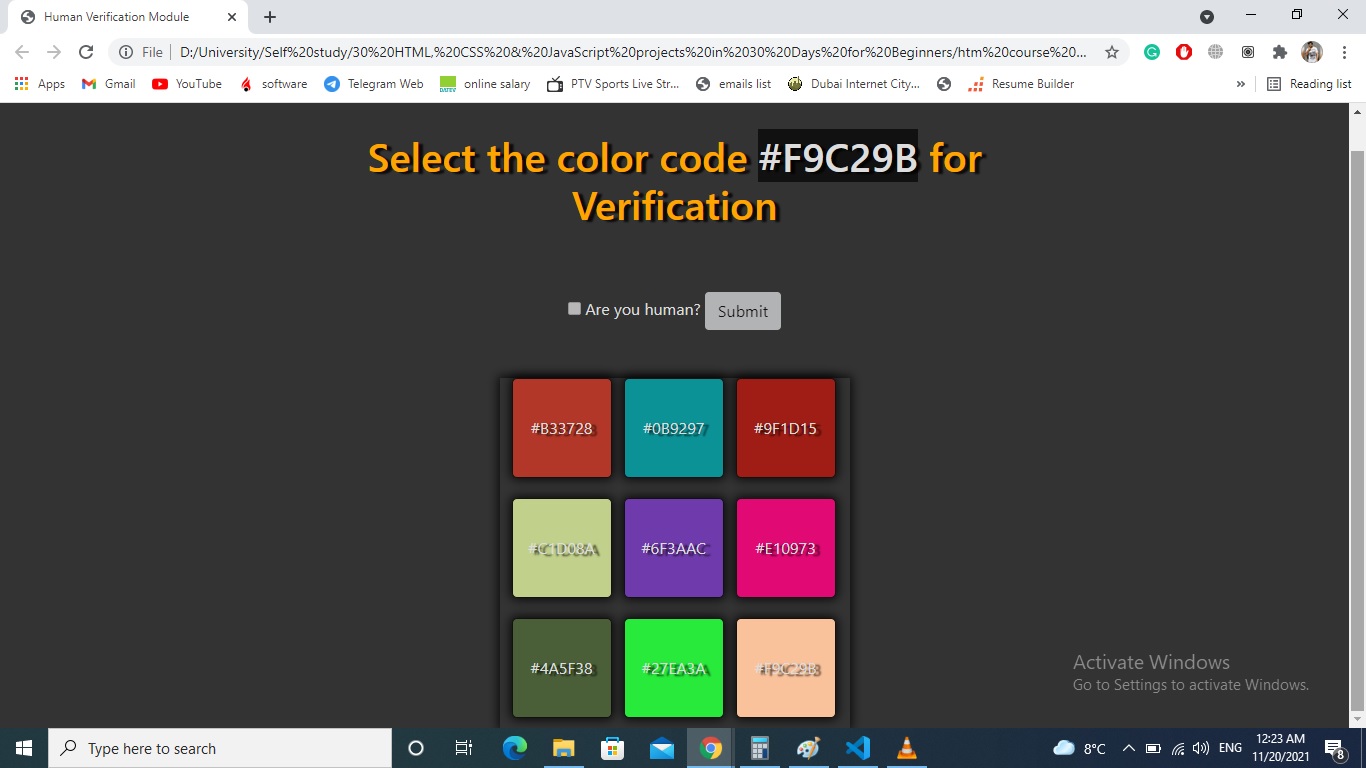 Human Verification Module
File
D:/University/Self%20study/30%20HTML,%20CSS%20&%20JavaScript%20projects%20in%2030%20Days%20for%20Beginners/htm%20course%20...
Apps
Gmail
YouTube
software
Telegram Web
online salary
PTV Sports Live Str...
emails list
Dubai Internet City...
Resume Builder
»
Reading list
Select the color code #F9C29B for
Verification
Are you human? Submit
#B33728 #0B9297 #9F1D15
#C1D08A #6F3AAC #E10973
#4A5F38 #27EA3A #F9C29B
Activate Windows
Go to Settings to activate Windows.
Type here to search
8°C
ENG
12:23 AM
11/20/2021
8